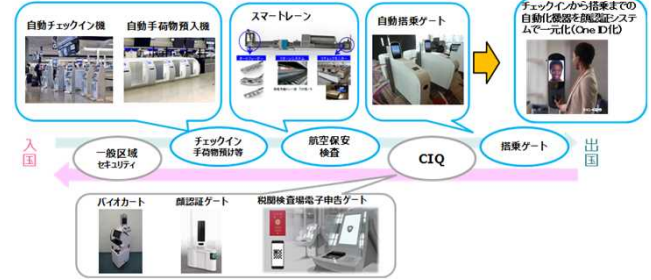 自動チェックイン機
自動手荷物預入機
スマートレーン
自動搭乗ゲート
チェックインから搭乗までの
自動化機器を顔認証システ
ムで一元化(One ID化)
入国
一般区域
セキュリティ
チェックイン
手荷物預け等
航空保安
検査
CIQ
搭乗ゲート
出国
バイオカート
顔認証ゲート
税関検査場電子申告ゲート